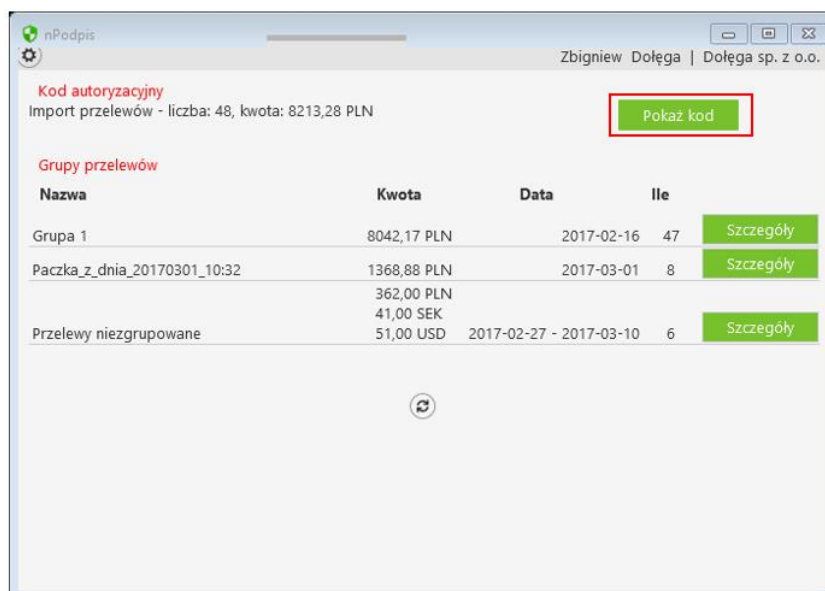 nPodpis
Zbigniew Dołęga | Dołęga sp. z o.o.
Kod autoryzacyjny
Import przelewów - liczba: 48, kwota: 8213,28 PLN
Pokaż kod
Grupy przelewów
Nazwa Kwota Data Ile
Grupa 1 8042,17 PLN 2017-02-16 47 Szczegóły
Paczka_z_dnia_20170301_10:32 1368,88 PLN 2017-03-01 8 Szczegóły
362,00 PLN
41,00 SEK
Przelewy niezgrupowane 51,00 USD 2017-02-27 - 2017-03-10 6 Szczegóły